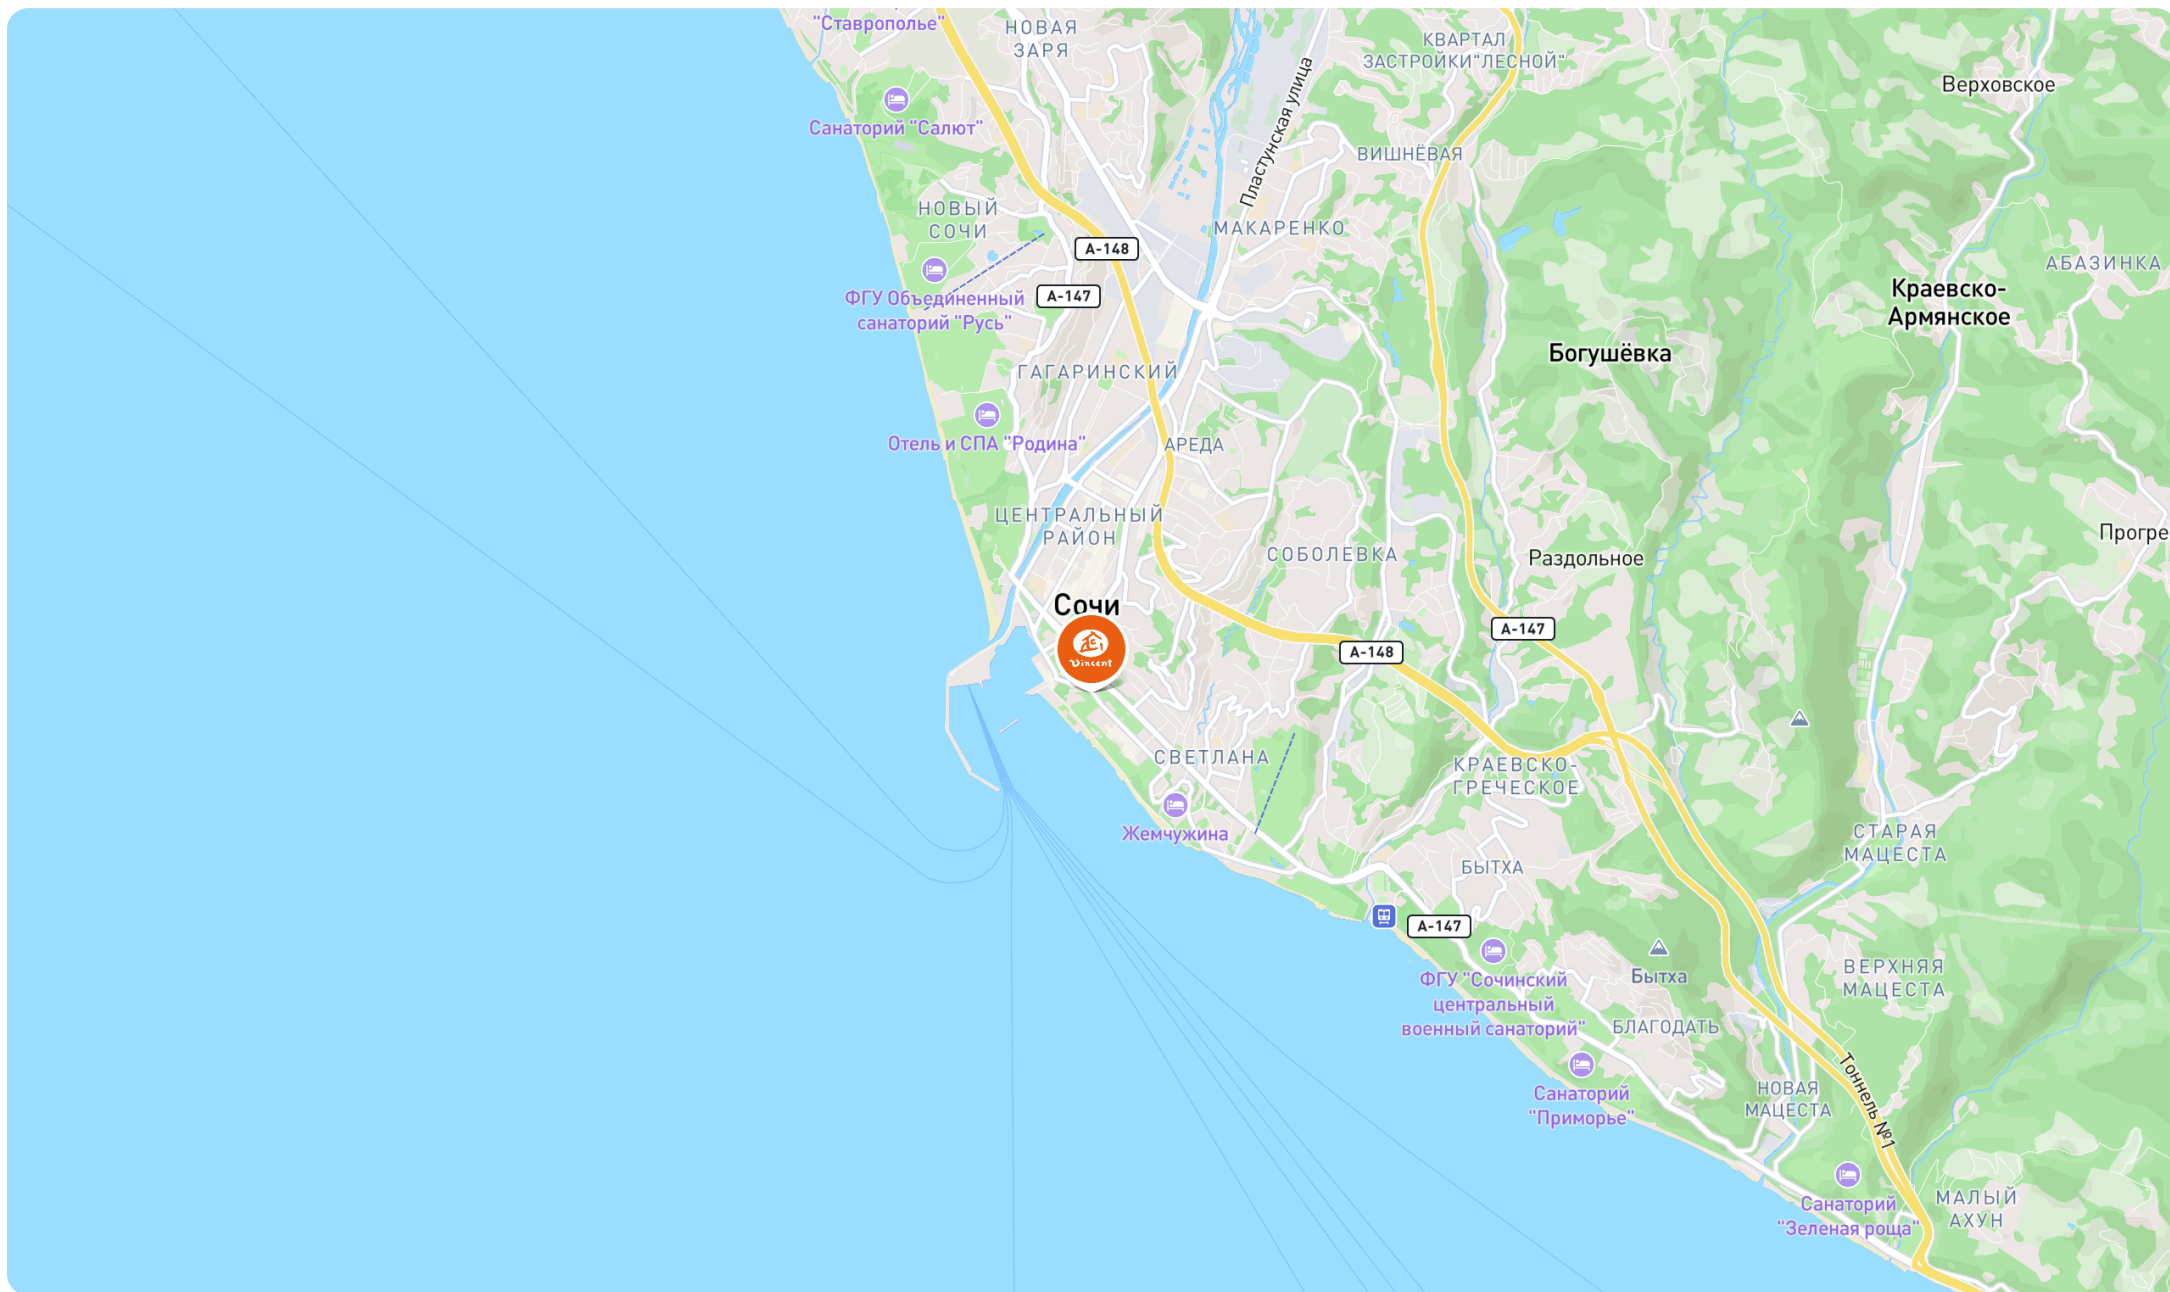 "Ставрополье"
НОВАЯ
ЗАРЯ
КВАРТАЛ
ЗАСТРОЙКИ"ЛЕСНОЙ"
Верховское
Санаторий "Салют"
Пластунская улица
ВИШНЁВАЯ
НОВЫЙ
СОЧИ
МАКАРЕНКО
А-148
АБАЗИНКА
А-147
ФГУ Объединенный
санаторий "Русь"
Краевско-
Армянское
Богушёвка
ГАГАРИНСКИЙ
Отель и СПА "Родина"
АРЕДА
ЦЕНТРАЛЬНЫЙ
РАЙОН
Прогре
СОБОЛЕВКА
Раздольное
Сочи
Vincent
А-147
А-148
СВЕТЛАНА
КРАЕВСКО-
ГРЕЧЕСКОЕ
Жемчужина
СТАРАЯ
МАЦЕСТА
БЫТХА
А-147
ФГУ "Сочинский
центральный
военный санаторий"
Бытха
ВЕРХНЯЯ
МАЦЕСТА
БЛАГОДАТЬ
Санаторий
"Приморье"
НОВАЯ
МАЦЕСТА
Тоннель №1
Санаторий
"Зеленая роща"
МАЛЫЙ
АХУН